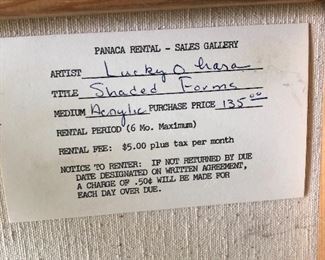 PANACA RENTAL - SALES GALLERY
ARTIST Lucky O'hara
TITLE Shaded Forms
MEDIUM Acrylic PURCHASE PRICE 135.00
RENTAL PERIOD (6 Mo. Maximum)
RENTAL FEE: $5.00 plus tax per month
NOTICE TO RENTER: IF NOT RETURNED BY DUE
DATE DESIGNATED ON WRITTEN AGREEMENT,
A CHARGE OF .50¢ WILL BE MADE FOR
EACH DAY OVER DUE.